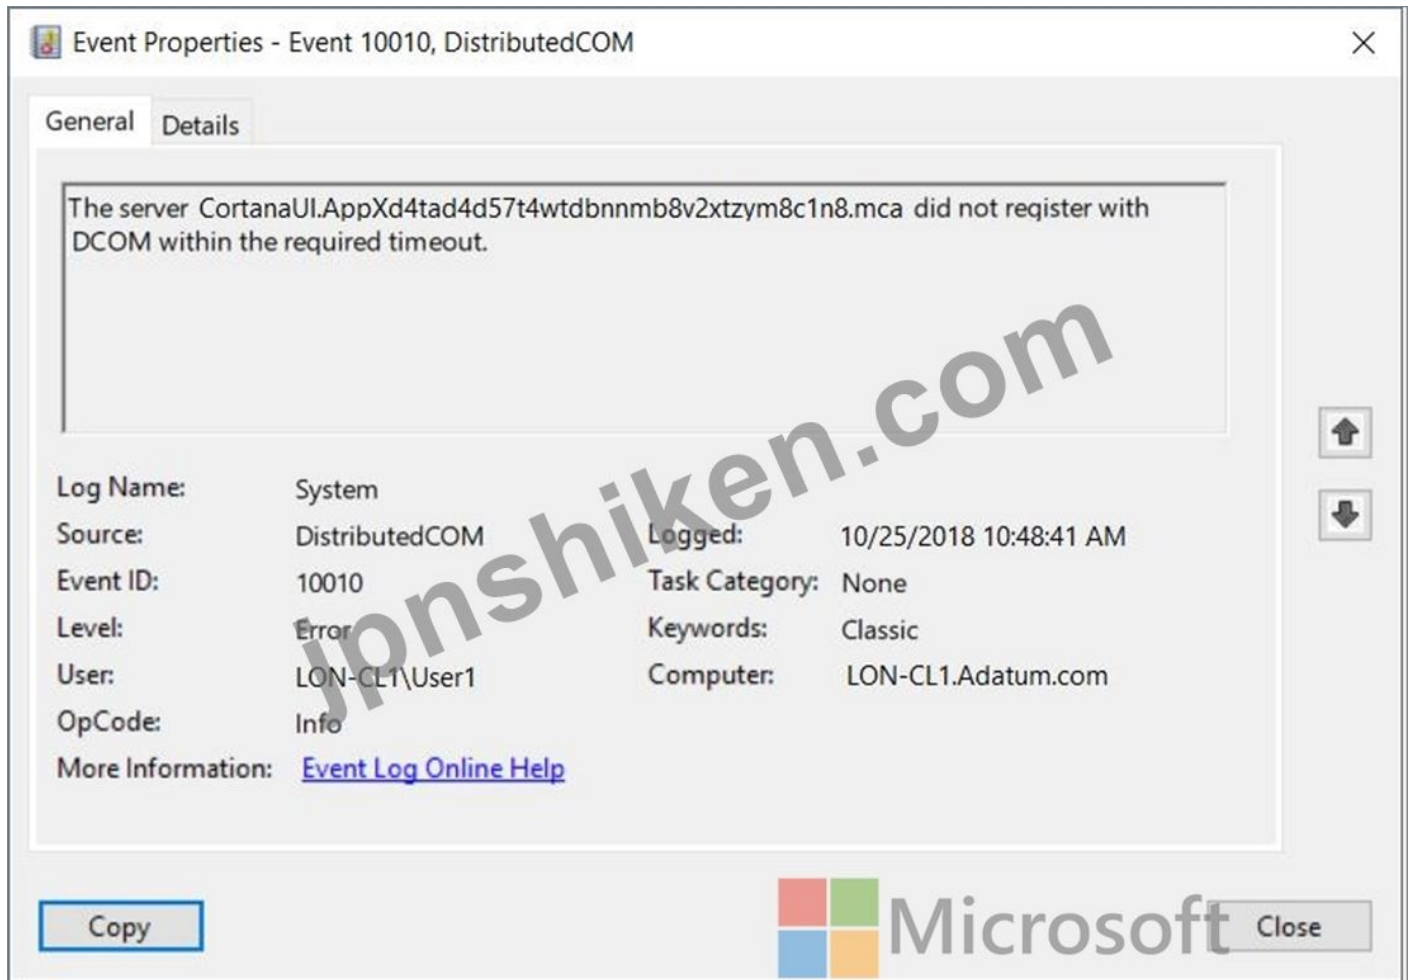 Event Properties - Event 10010, DistributedCOM
General Details
The server CortanaUI.AppXd4tad4d57t4wtdbnnmb8v2xtzym8c1n8.mca did not register with
DCOM within the required timeout.
Log Name: System
Source: DistributedCOM Logged: 10/25/2018 10:48:41 AM
Event ID: 10010 Task Category: None
Level: Error Keywords: Classic
User: LON-CL1\User1 Computer: LON-CL1.Adatum.com
OpCode: Info
More Information: Event Log Online Help
jpnshiken.com
Copy Microsoft Close